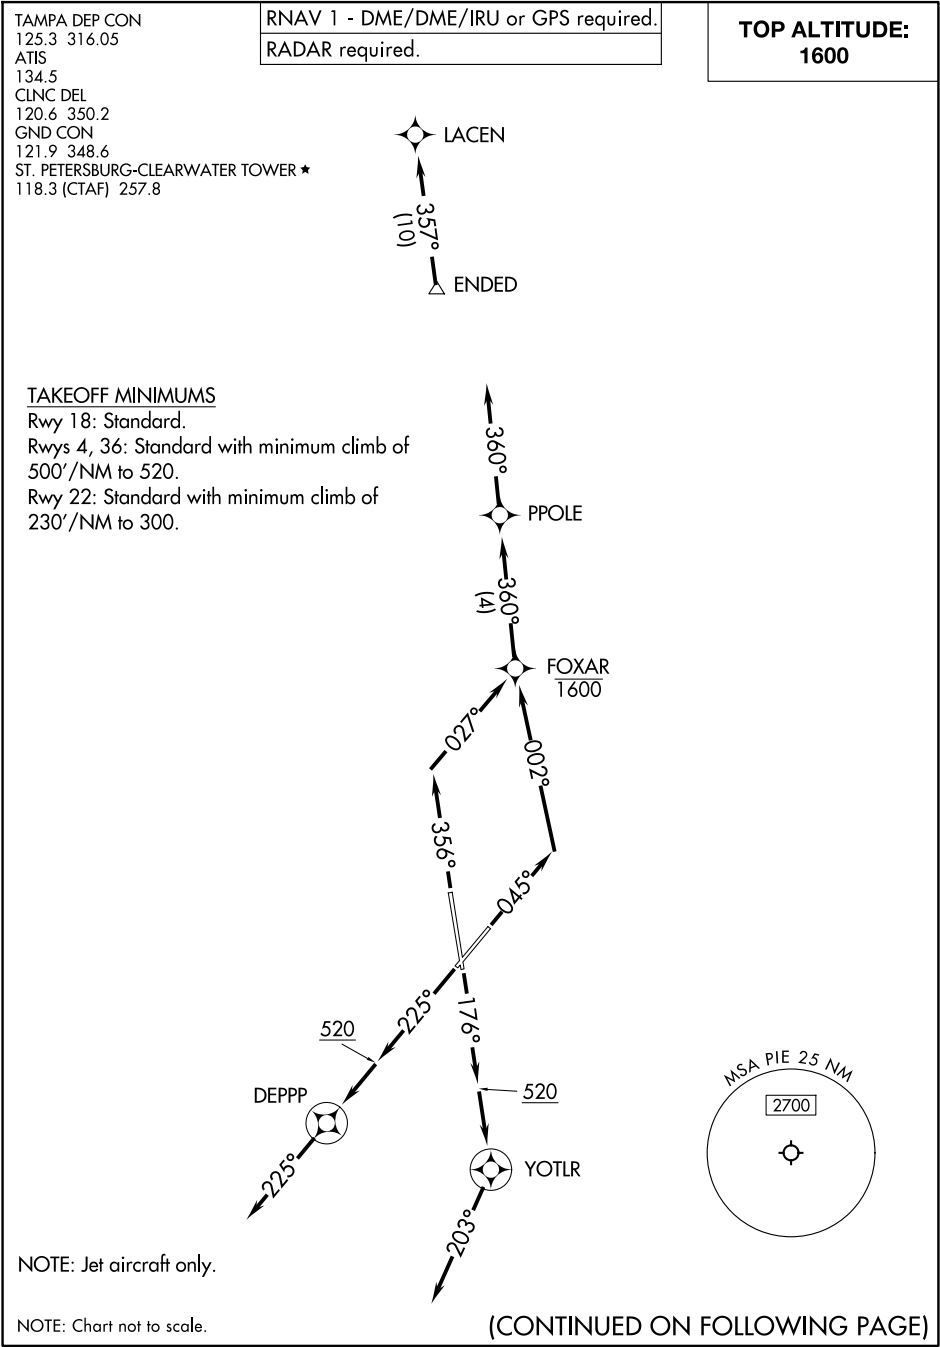 TAMPA DEP CON
125.3 316.05
ATIS
134.5
CLNC DEL
120.6 350.2
GND CON
121.9 348.6
ST. PETERSBURG-CLEARWATER TOWER ★
118.3 (CTAF) 257.8
RNAV 1 - DME/DME/IRU or GPS required.
RADAR required.
TOP ALTITUDE:
1600
LACEN
357°
(10)
ENDED
TAKEOFF MINIMUMS
Rwy 18: Standard.
Rwys 4, 36: Standard with minimum climb of
500'/NM to 520.
Rwy 22: Standard with minimum climb of
230'/NM to 300.
360°
PPOLE
360°
(4)
FOXAR
1600
027°
002°
356°
045°
225°
176°
520
520
DEPPP
YOTLR
225°
203°
MSA PIE 25 NM
2700
NOTE: Jet aircraft only.
NOTE: Chart not to scale.
(CONTINUED ON FOLLOWING PAGE)